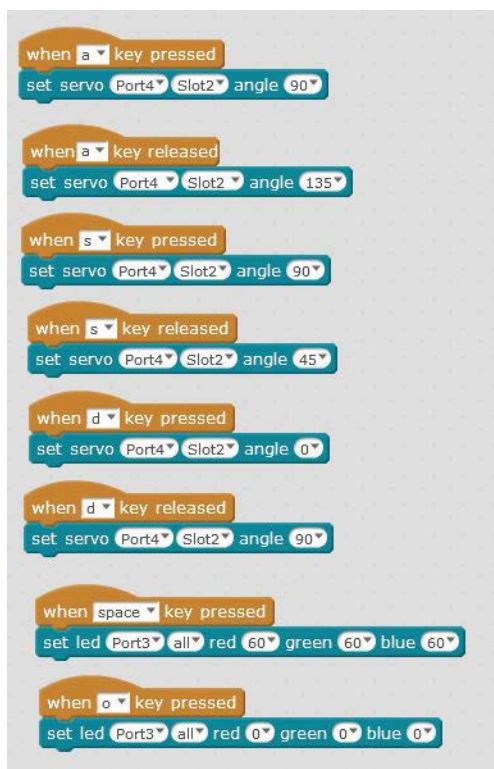 when a key pressed
set servo Port4 Slot2 angle 90
when a key released
set servo Port4 Slot2 angle 135
when s key pressed
set servo Port4 Slot2 angle 90
when s key released
set servo Port4 Slot2 angle 45
when d key pressed
set servo Port4 Slot2 angle 0
when d key released
set servo Port4 Slot2 angle 90
when space key pressed
set led Port3 all red 60 green 60 blue 60
when o key pressed
set led Port3 all red 0 green 0 blue 0